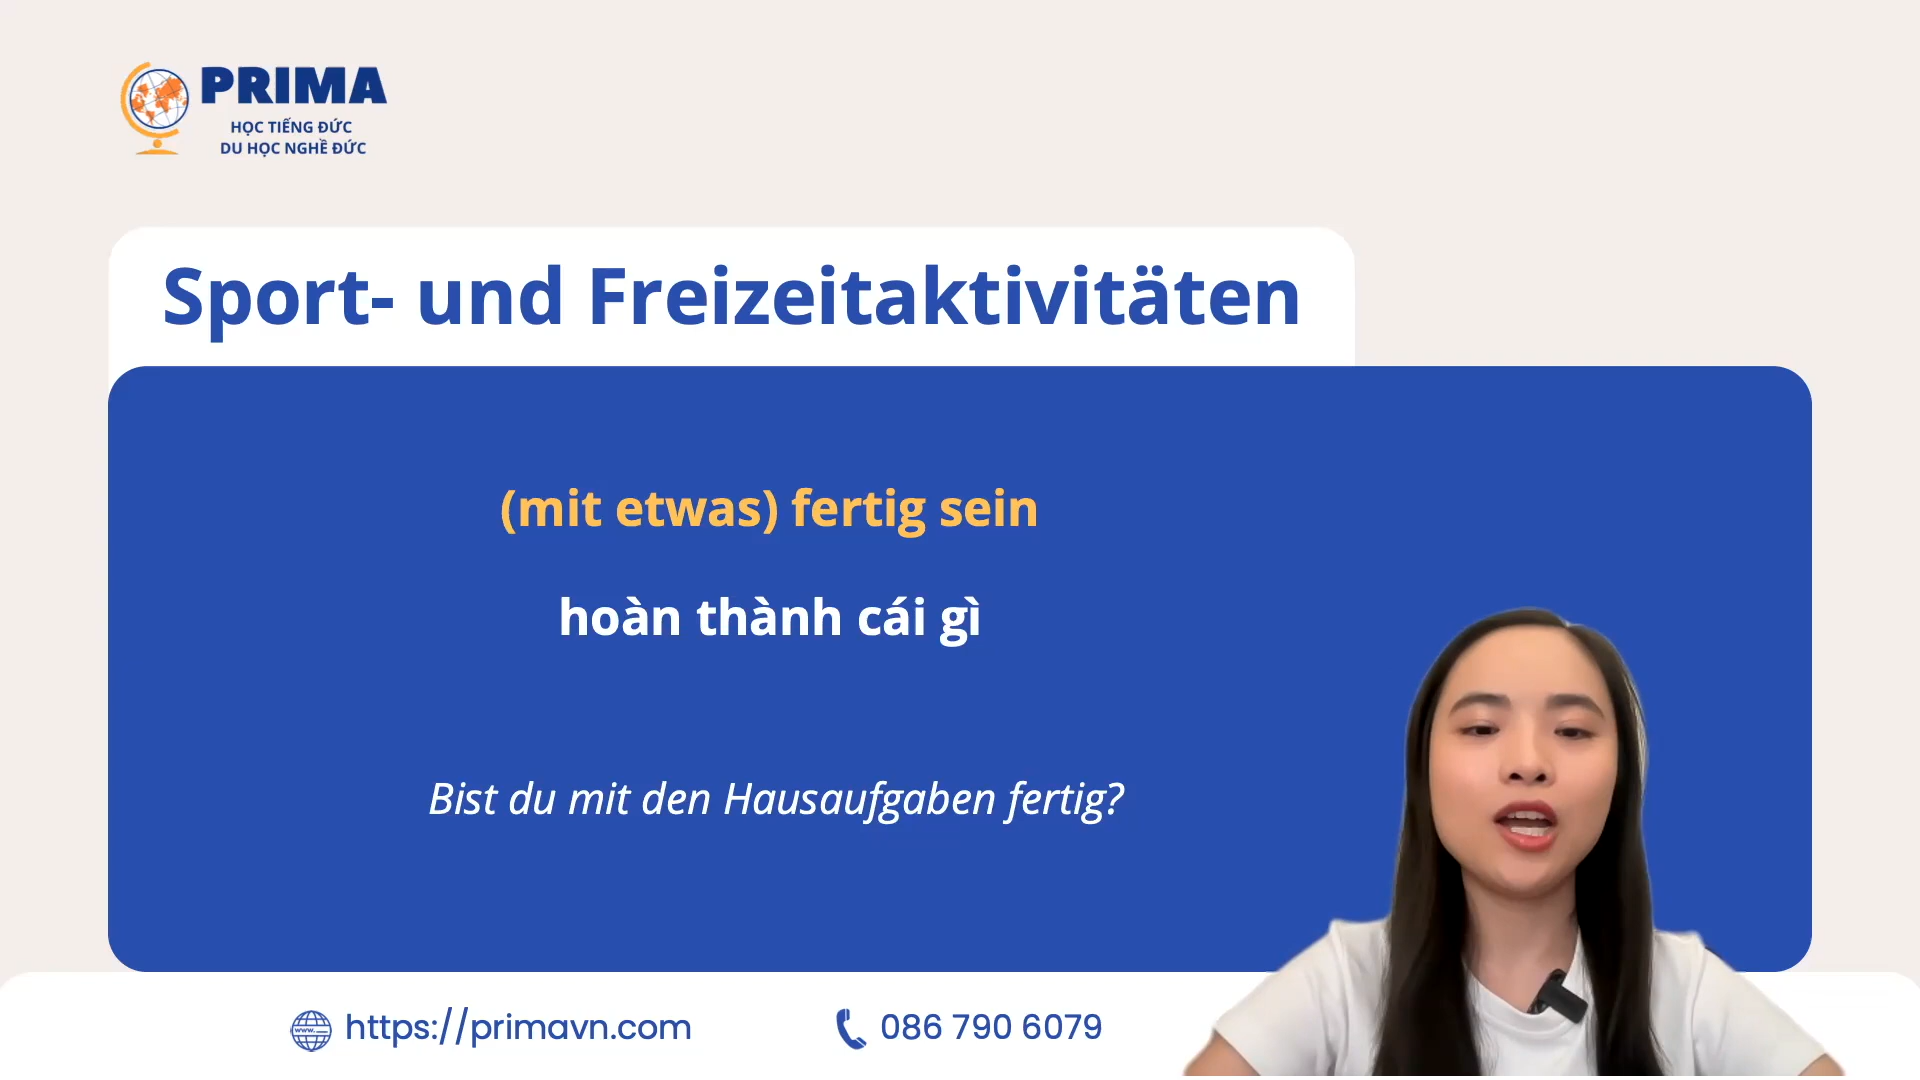 PRIMA
HỌC TIẾNG ĐỨC
DU HỌC NGHỀ ĐỨC
Sport- und Freizeitaktivitäten
(mit etwas) fertig sein
hoàn thành cái gì
Bist du mit den Hausaufgaben fertig?
www.
https://primavn.com
086 790 6079